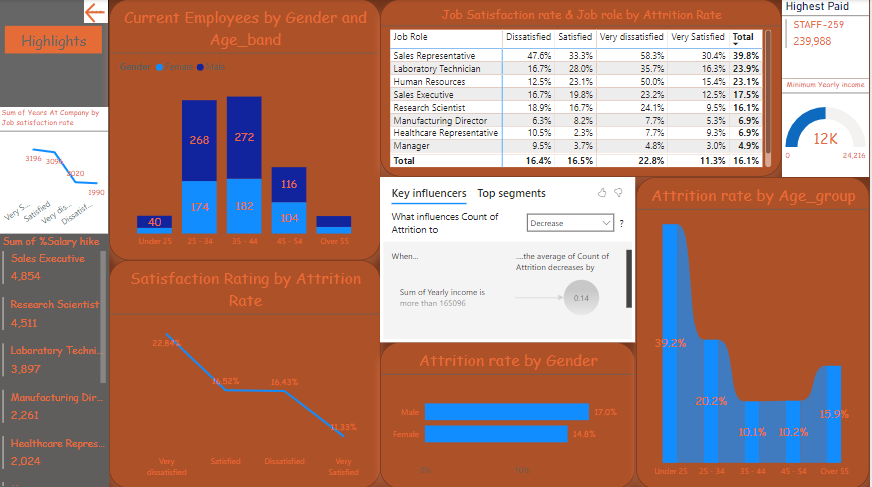 Highlights
Sum of Years At Company by
Job satisfaction rate
3196
3096
3020
1990
Very S...
Satisfied
Very dis...
Dissatisf...
Sum of %Salary hike
Sales Executive
4,854
Research Scientist
4,511
Laboratory Techni...
3,897
Manufacturing Dir...
2,261
Healthcare Repres...
2,024
Current Employees by Gender and
Age_band
Gender Female Male
40
268
174
272
182
116
104
Under 25 25 - 34 35 - 44 45 - 54 Over 55
Satisfaction Rating by Attrition
Rate
22.84%
16.52%
16.43%
11.33%
Very
dissatisfied
Satisfied
Dissatisfied
Very
Satisfied
Job Satisfaction rate & Job role by Attrition Rate
Job Role Dissatisfied Satisfied Very dissatisfied Very Satisfied Total
Sales Representative 47.6% 33.3% 58.3% 30.4% 39.8%
Laboratory Technician 16.7% 28.0% 35.7% 16.3% 23.9%
Human Resources 12.5% 23.1% 50.0% 15.4% 23.1%
Sales Executive 16.7% 19.8% 23.2% 12.5% 17.5%
Research Scientist 18.9% 16.7% 24.1% 9.5% 16.1%
Manufacturing Director 6.3% 8.2% 7.7% 5.3% 6.9%
Healthcare Representative 10.5% 2.3% 7.7% 9.3% 6.9%
Manager 9.5% 3.7% 4.8% 3.0% 4.9%
Total 16.4% 16.5% 22.8% 11.3% 16.1%
Key influencers Top segments
What influences Count of
Attrition to
Decrease
?
When...
...the average of Count of
Attrition decreases by
Sum of Yearly income is
more than 165096
0.14
Attrition rate by Gender
Male 17.0%
Female 14.8%
0% 10%
Highest Paid
STAFF-259
239,988
Minimum Yearly income
12K
0 24,216
Attrition rate by Age_group
39.2%
20.2%
10.1%
10.2%
15.9%
Under 25 25 - 34 35 - 44 45 - 54 Over 55